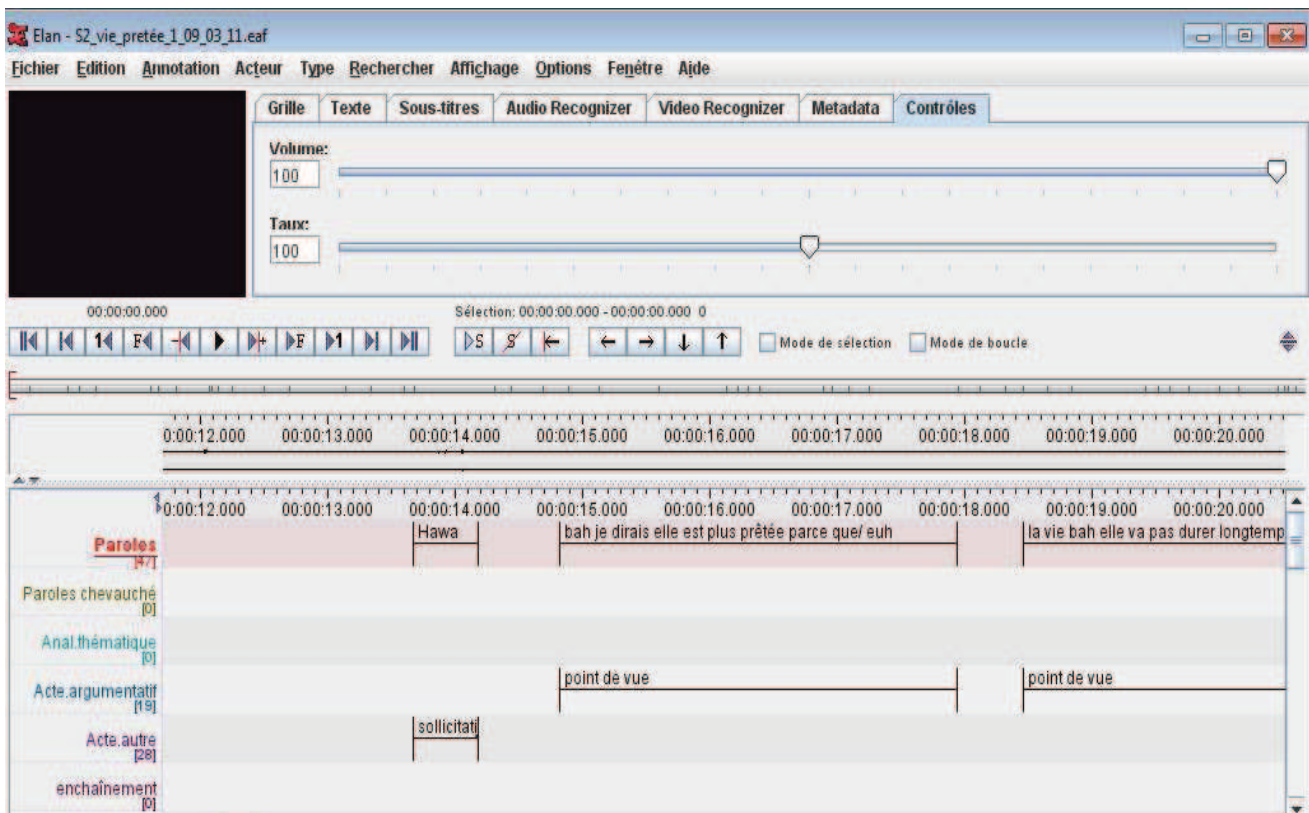 Elan - S2_vie_pretée_1_09_03_11.eaf
Fichier Edition Annotation Acteur Type Rechercher Affichage Options Fenêtre Aide
Grille Texte Sous-titres Audio Recognizer Video Recognizer Metadata Contrôles
Volume:
100
Taux:
100
00:00:00.000 Sélection: 00:00:00.000 - 00:00:00.000 0
1 F F 1 S S Mode de sélection Mode de boucle
0:00:12.000 00:00:13.000 00:00:14.000 00:00:15.000 00:00:16.000 00:00:17.000 00:00:18.000 00:00:19.000 00:00:20.000
0:00:12.000 00:00:13.000 00:00:14.000 00:00:15.000 00:00:16.000 00:00:17.000 00:00:18.000 00:00:19.000 00:00:20.000
Paroles Hawa bah je dirais elle est plus prêtée parce que/ euh la vie bah elle va pas durer longtemp
[47]
Paroles chevauché
[0]
Anal.thématique
[0]
Acte.argumentatif point de vue point de vue
[19]
Acte.autre sollicitati
[28]
enchaînement
[0]